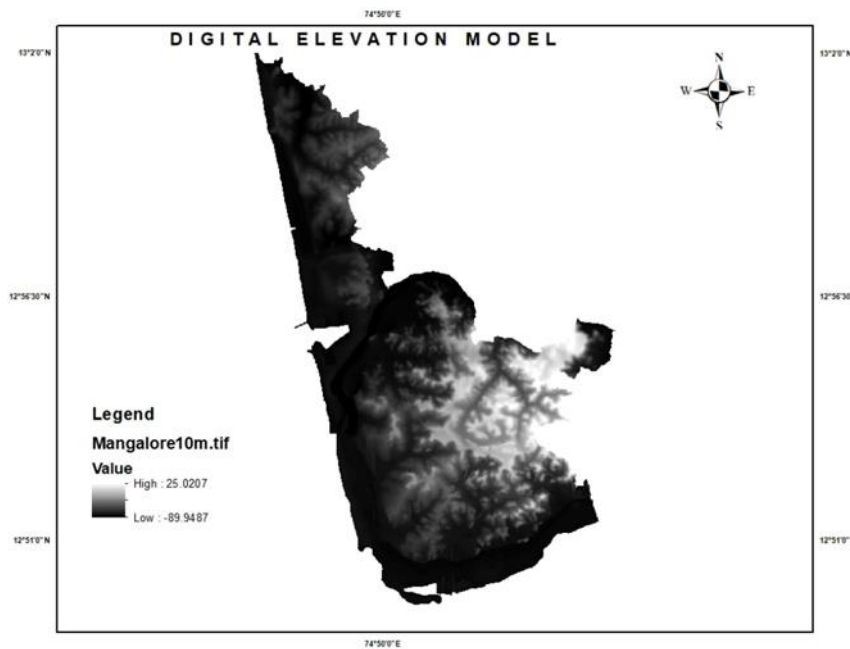 74°50'0"E
DIGITAL ELEVATION MODEL
13°2'0"N
13°2'0"N
N
W
E
S
12°56'30"N
12°56'30"N
Legend
Mangalore10m.tif
Value
High : 25.0207
Low : -89.9487
12°51'0"N
12°51'0"N
74°50'0"E